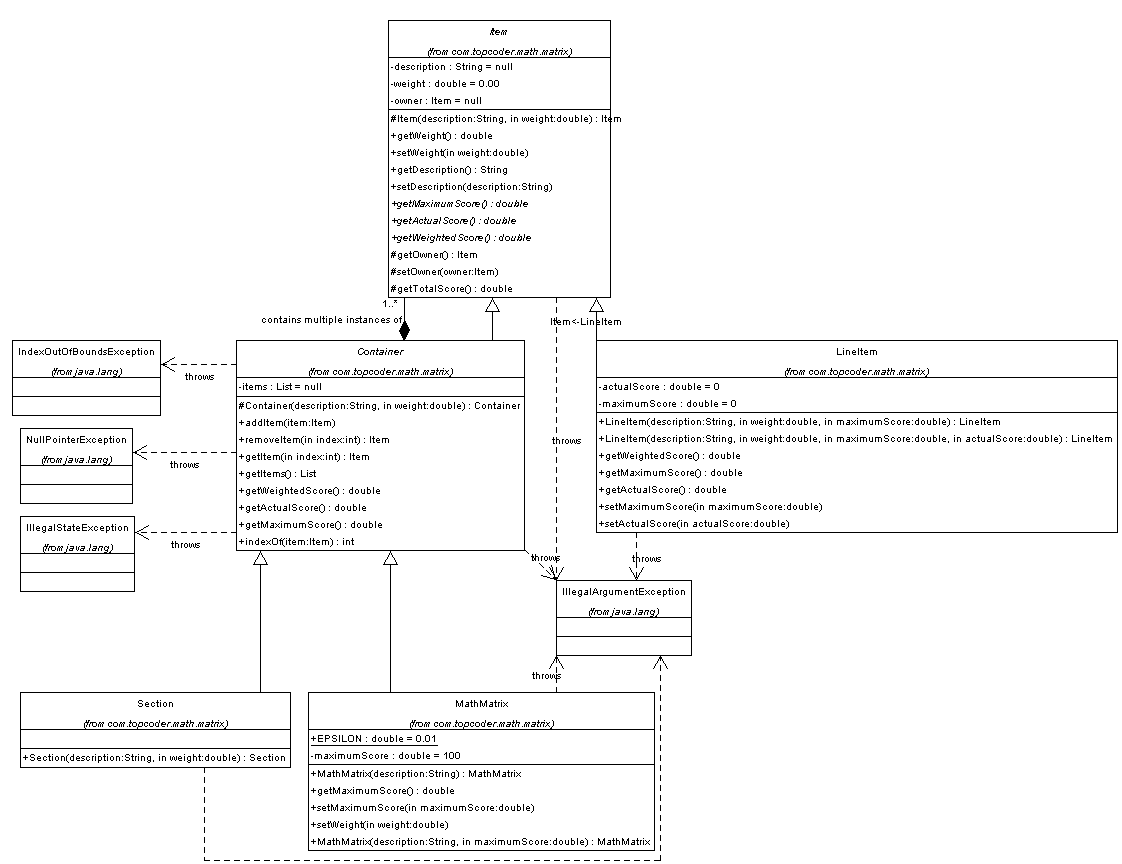 Item
(from com.topcoder.math.matrix)
-description : String = null
-weight : double = 0.00
-owner : Item = null
#Item(description:String, in weight:double) : Item
+getWeight() : double
+setWeight(in weight:double)
+getDescription() : String
+setDescription(description:String)
+getMaximumScore() : double
+getActualScore() : double
+getWeightedScore() : double
#getOwner() : Item
#setOwner(owner:Item)
#getTotalScore() : double
1..*
contains multiple instances of
Item<-LineItem
IndexOutOfBoundsException
(from java.lang)
throws
NullPointerException
(from java.lang)
throws
IllegalStateException
(from java.lang)
throws
Container
(from com.topcoder.math.matrix)
-items : List = null
#Container(description:String, in weight:double) : Container
+addItem(item:Item)
+removeItem(in index:int) : Item
+getItem(in index:int) : Item
+getItems() : List
+getWeightedScore() : double
+getActualScore() : double
+getMaximumScore() : double
+indexOf(item:Item) : int
throws
throws
LineItem
(from com.topcoder.math.matrix)
-actualScore : double = 0
-maximumScore : double = 0
+LineItem(description:String, in weight:double, in maximumScore:double) : LineItem
+LineItem(description:String, in weight:double, in maximumScore:double, in actualScore:double) : LineItem
+getWeightedScore() : double
+getMaximumScore() : double
+getActualScore() : double
+setMaximumScore(in maximumScore:double)
+setActualScore(in actualScore:double)
throws
IllegalArgumentException
(from java.lang)
throws
Section
(from com.topcoder.math.matrix)
+Section(description:String, in weight:double) : Section
MathMatrix
(from com.topcoder.math.matrix)
+EPSILON : double = 0.01
-maximumScore : double = 100
+MathMatrix(description:String) : MathMatrix
+getMaximumScore() : double
+setMaximumScore(in maximumScore:double)
+setWeight(in weight:double)
+MathMatrix(description:String, in maximumScore:double) : MathMatrix